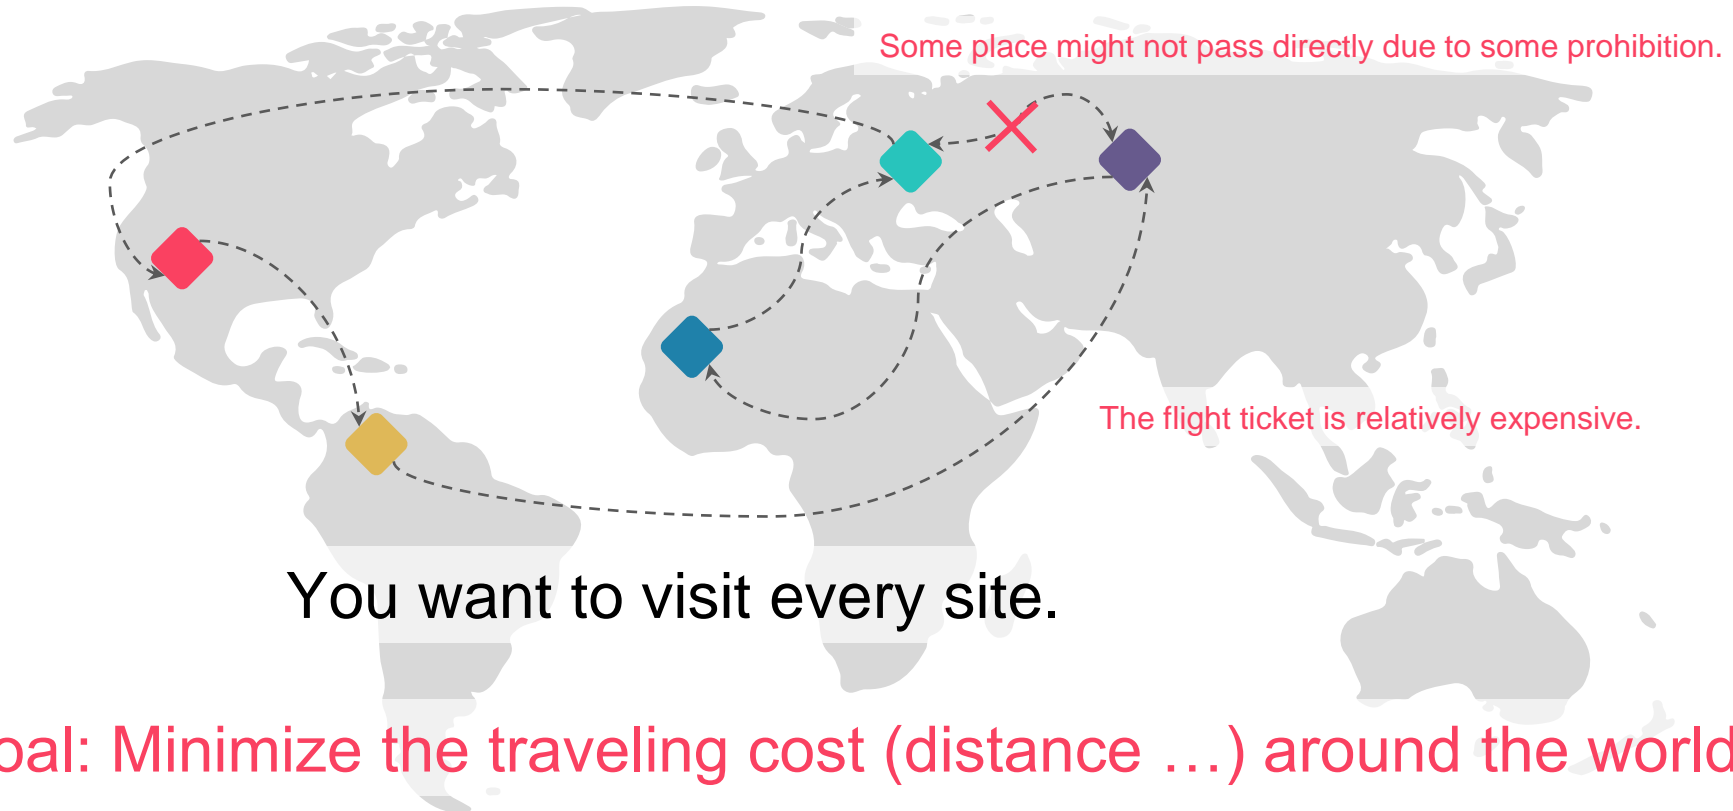 Some place might not pass directly due to some prohibition.
The flight ticket is relatively expensive.
You want to visit every site.
oal: Minimize the traveling cost (distance …) around the world